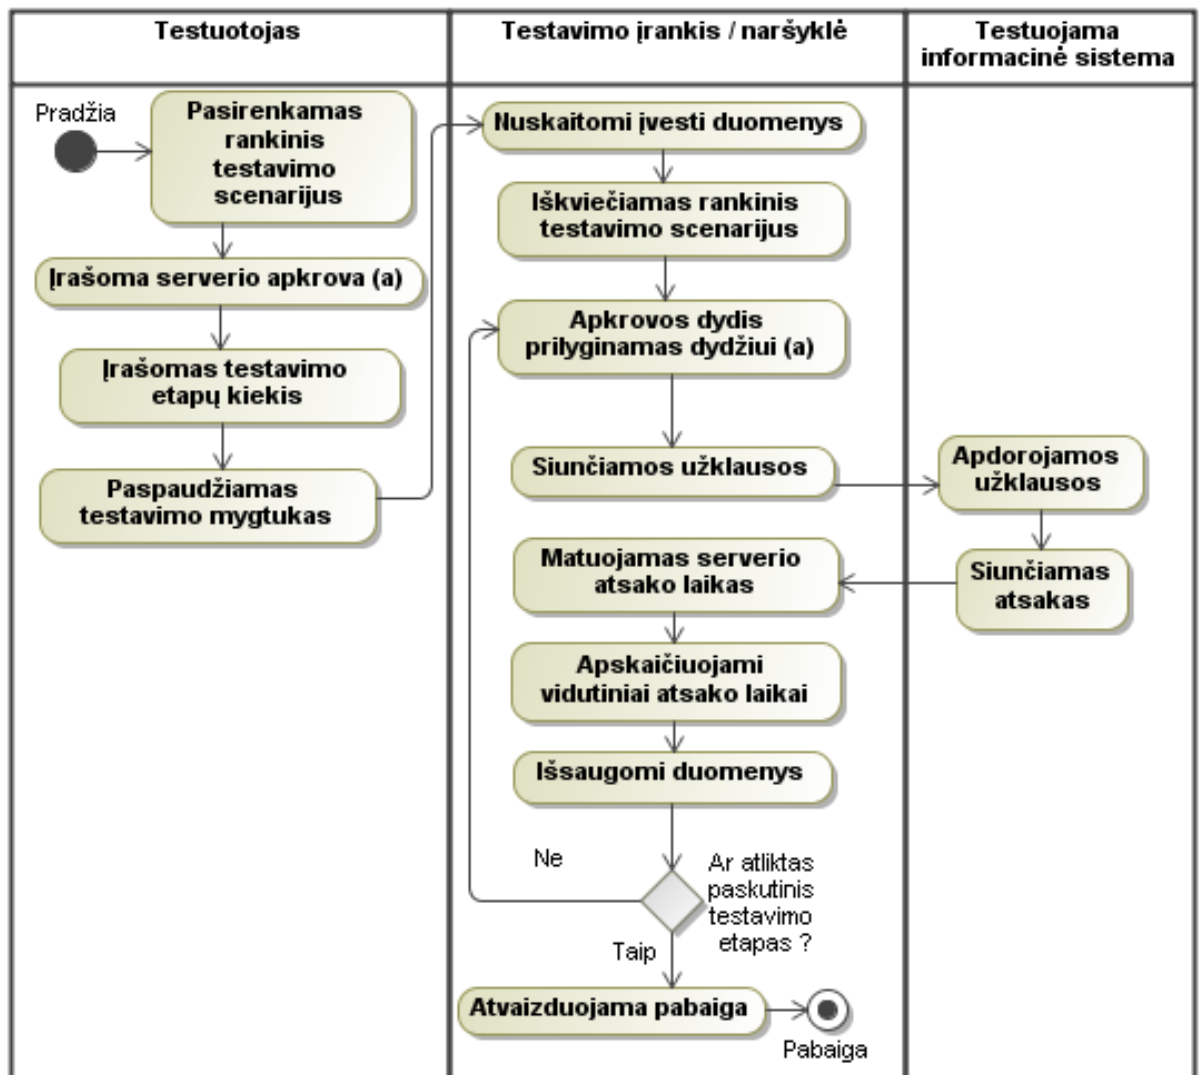 Testuotojas
Testavimo įrankis / naršyklė
Testuojama
informacinė sistema
Pradžia
Pasirenkamas
rankinis
testavimo
scenarijus
Įrašoma serverio apkrova (a)
Įrašomas testavimo
etapų kiekis
Paspaudžiamas
testavimo mygtukas
Nuskaitomi įvesti duomenys
Iškviečiamas rankinis
testavimo scenarijus
Apkrovos dydis
prilyginamas dydžiui (a)
Siunčiamos užklausos
Apdorojamos
užklausos
Siunčiamas
atsakas
Matuojamas serverio
atsako laikas
Apskaičiuojami
vidutiniai atsako laikai
Išsaugomi duomenys
Ne
Ar atliktas
paskutinis
testavimo
etapas ?
Taip
Atvaizduojama pabaiga
Pabaiga